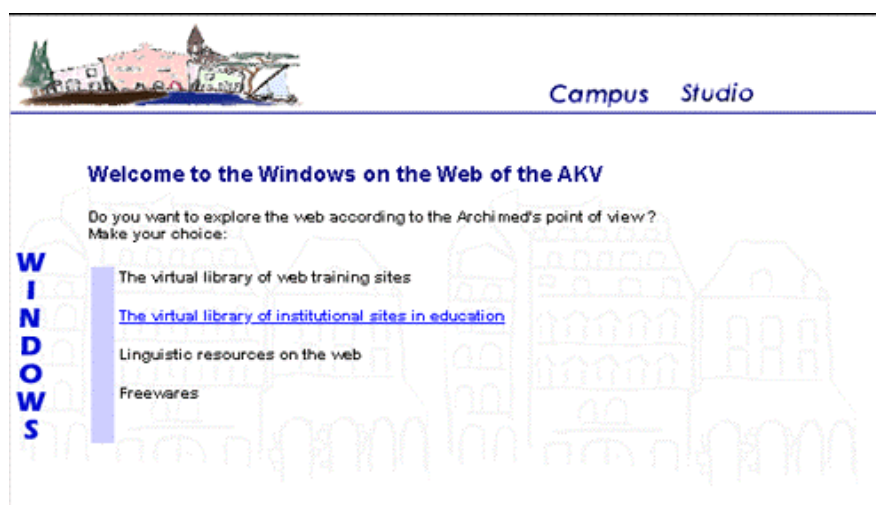 Campus Studio
Welcome to the Windows on the Web of the AKV
Do you want to explore the web according to the Archimed's point of view?
Make your choice:
WINDOWS
The virtual library of web training sites
The virtual library of institutional sites in education
Linguistic resources on the web
Freewares